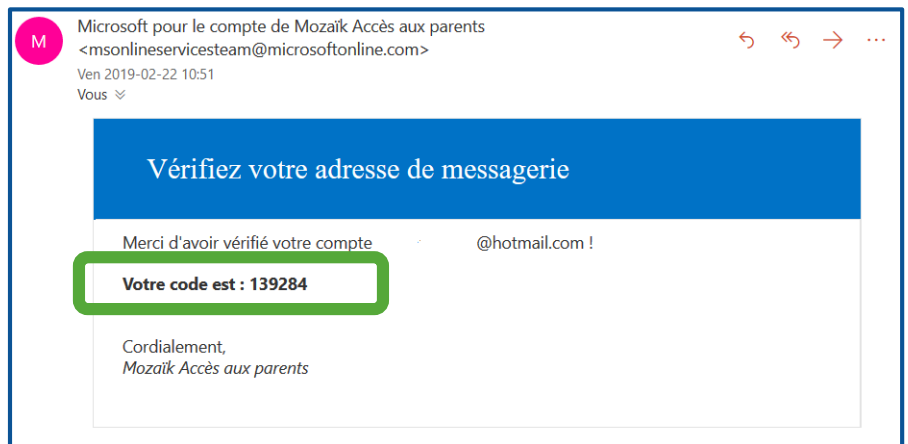 M
Microsoft pour le compte de Mozaïk Accès aux parents
<msonlineservicesteam@microsoftonline.com>
Ven 2019-02-22 10:51
Vous
Vérifiez votre adresse de messagerie
Merci d'avoir vérifié votre compte @hotmail.com !
Votre code est : 139284
Cordialement,
Mozaïk Accès aux parents